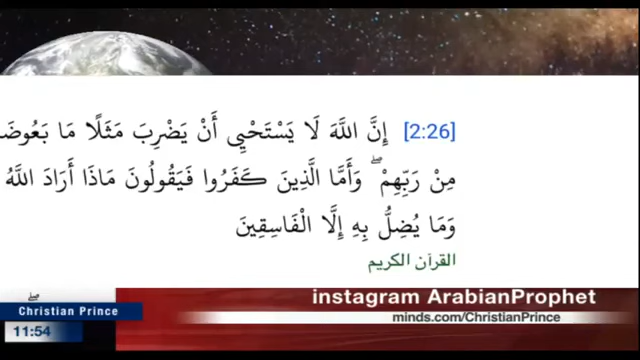 [2:26] إِنَّ اللَّهَ لَا يَسْتَحْيِي أَنْ يَضْرِبَ مَثَلًا مَا بَعُوضَ
مِنْ رَبِّهِمْ ۖ وَأَمَّا الَّذِينَ كَفَرُوا فَيَقُولُونَ مَاذَا أَرَادَ اللَّهُ
وَمَا يُضِلُّ بِهِ إِلَّا الْفَاسِقِينَ
القرآن الكريم
instagram ArabianProphet
Christian Prince
minds.com/ChristianPrince
11:54